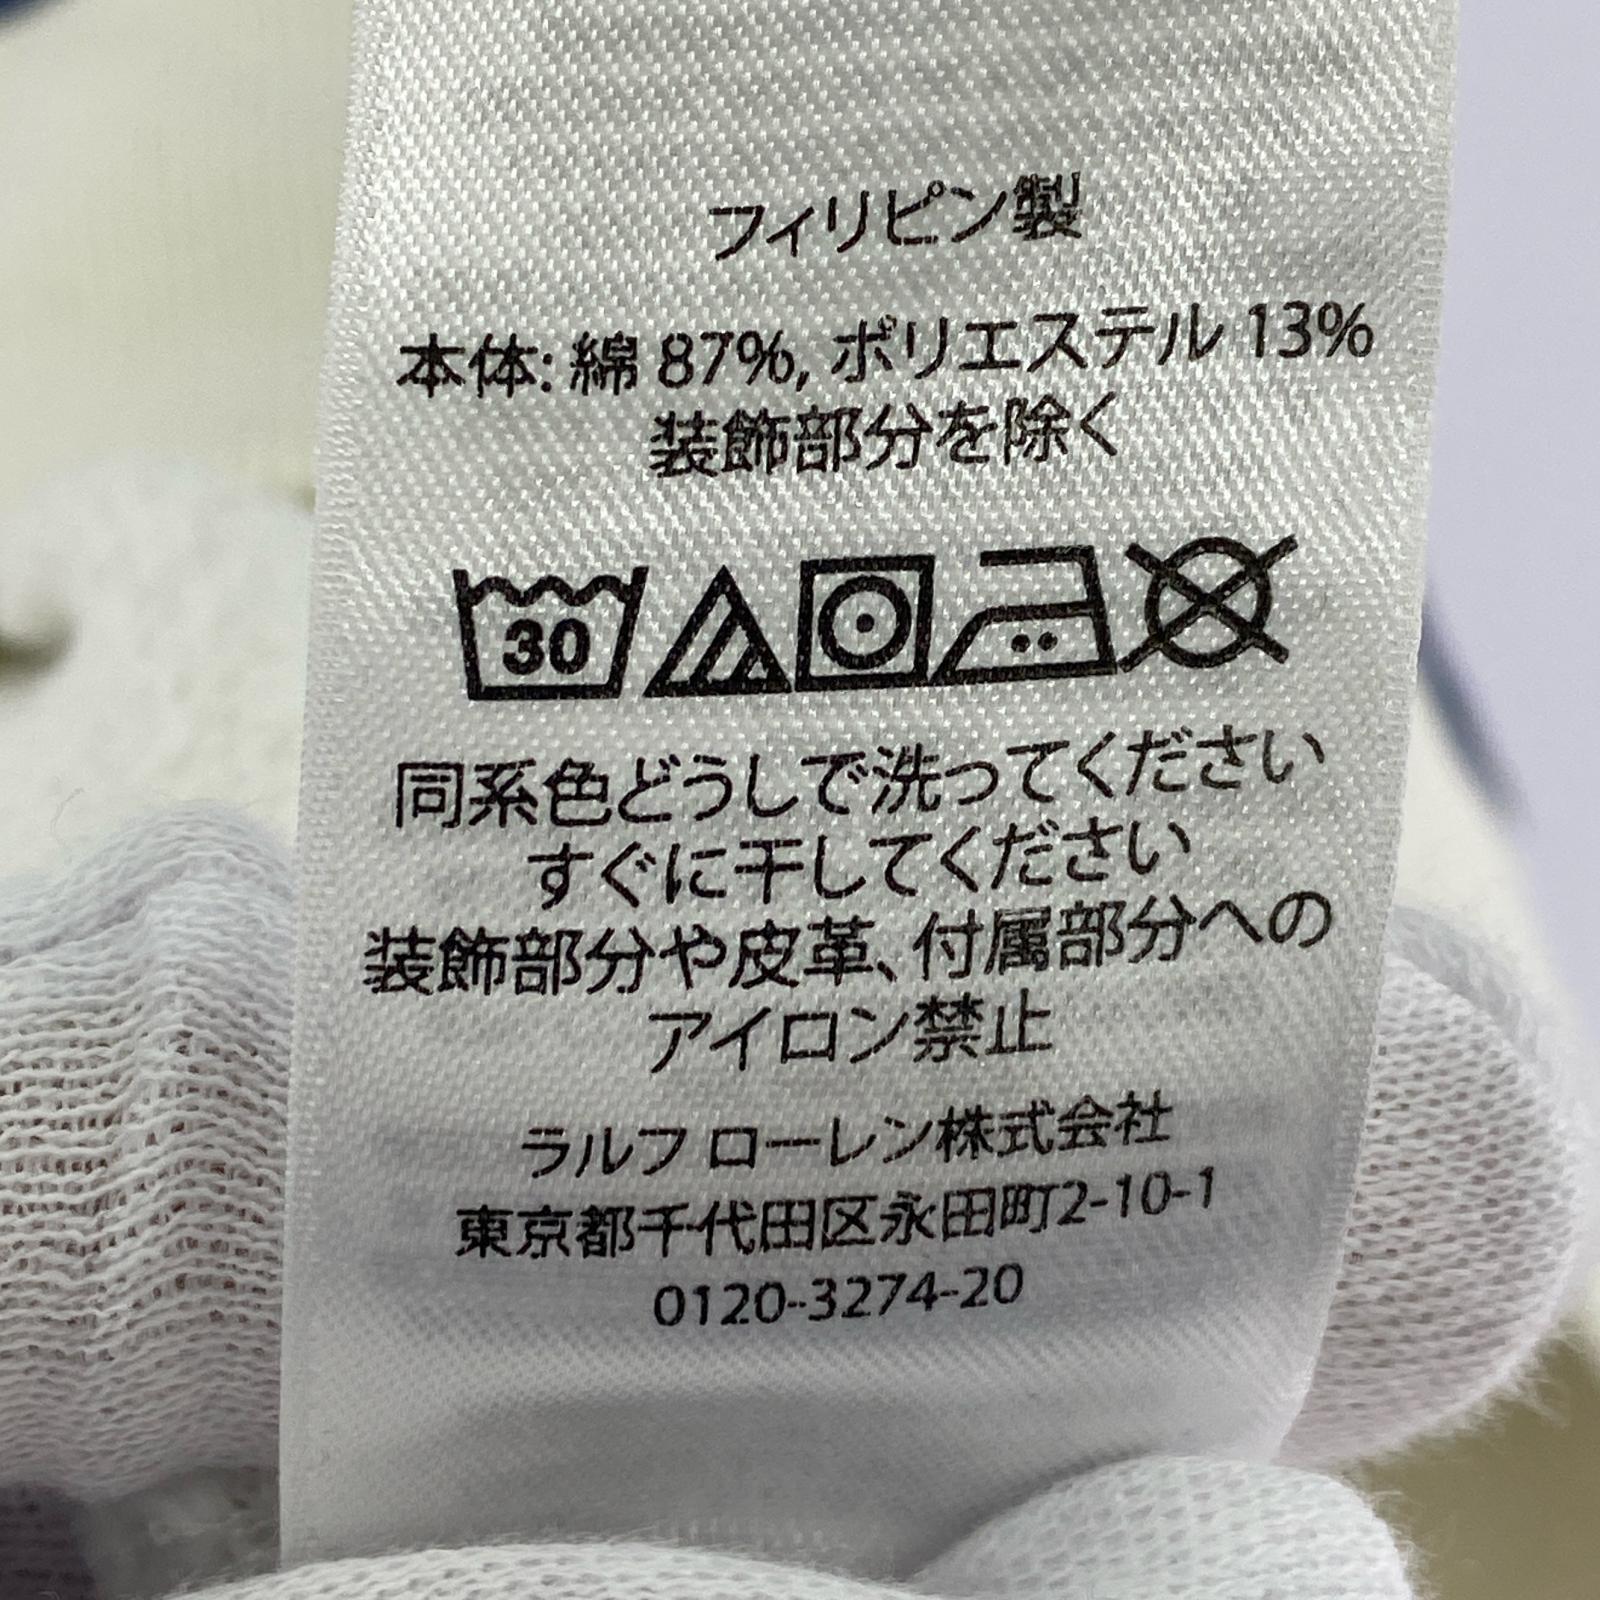 フィリピン製
本体: 綿 87%, ポリエステル 13%
装飾部分を除く
30
同系色どうしで洗ってください
すぐに干してください
装飾部分や皮革、付属部分への
アイロン禁止
ラルフ ローレン株式会社
東京都千代田区永田町2-10-1
0120-3274-20